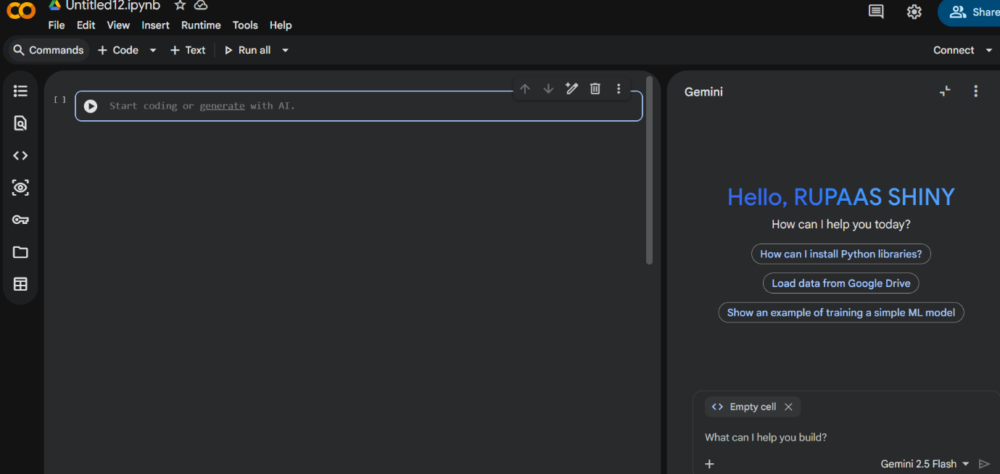 Untitled12.ipynb
File Edit View Insert Runtime Tools Help
Share
Commands + Code + Text Run all
Connect
[ ]
Start coding or generate with AI.
Gemini
Hello, RUPAAS SHINY
How can I help you today?
How can I install Python libraries?
Load data from Google Drive
Show an example of training a simple ML model
<> Empty cell
What can I help you build?
+ Gemini 2.5 Flash